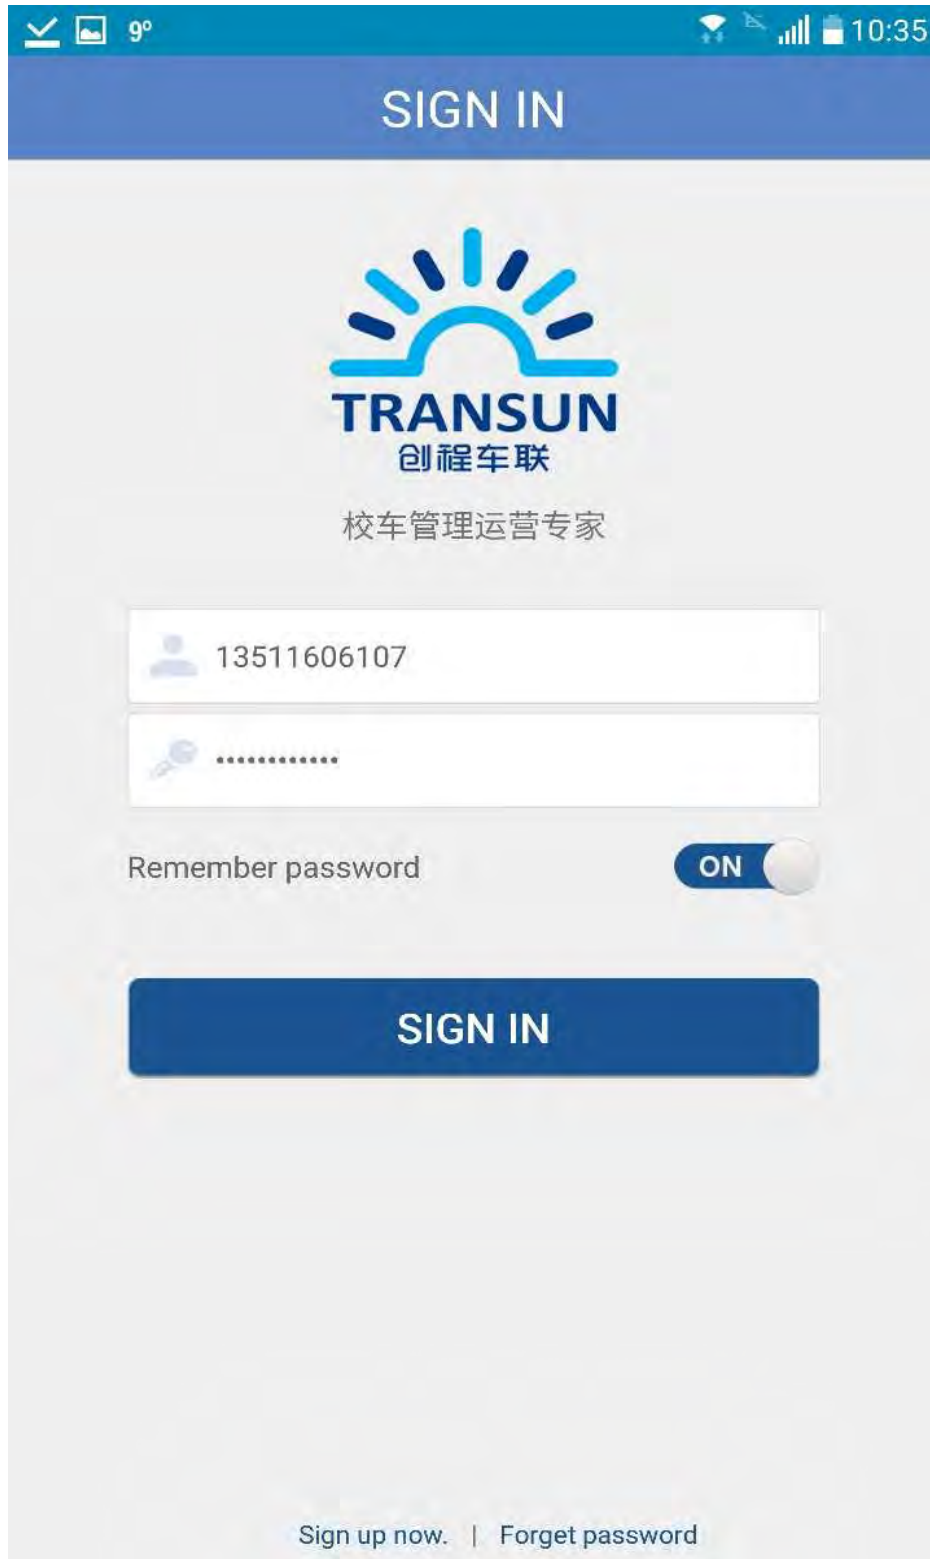 9° 10:35
SIGN IN
TRANSUN
创程车联
校车管理运营专家
13511606107
••••••••••••
Remember password ON
SIGN IN
Sign up now. | Forget password